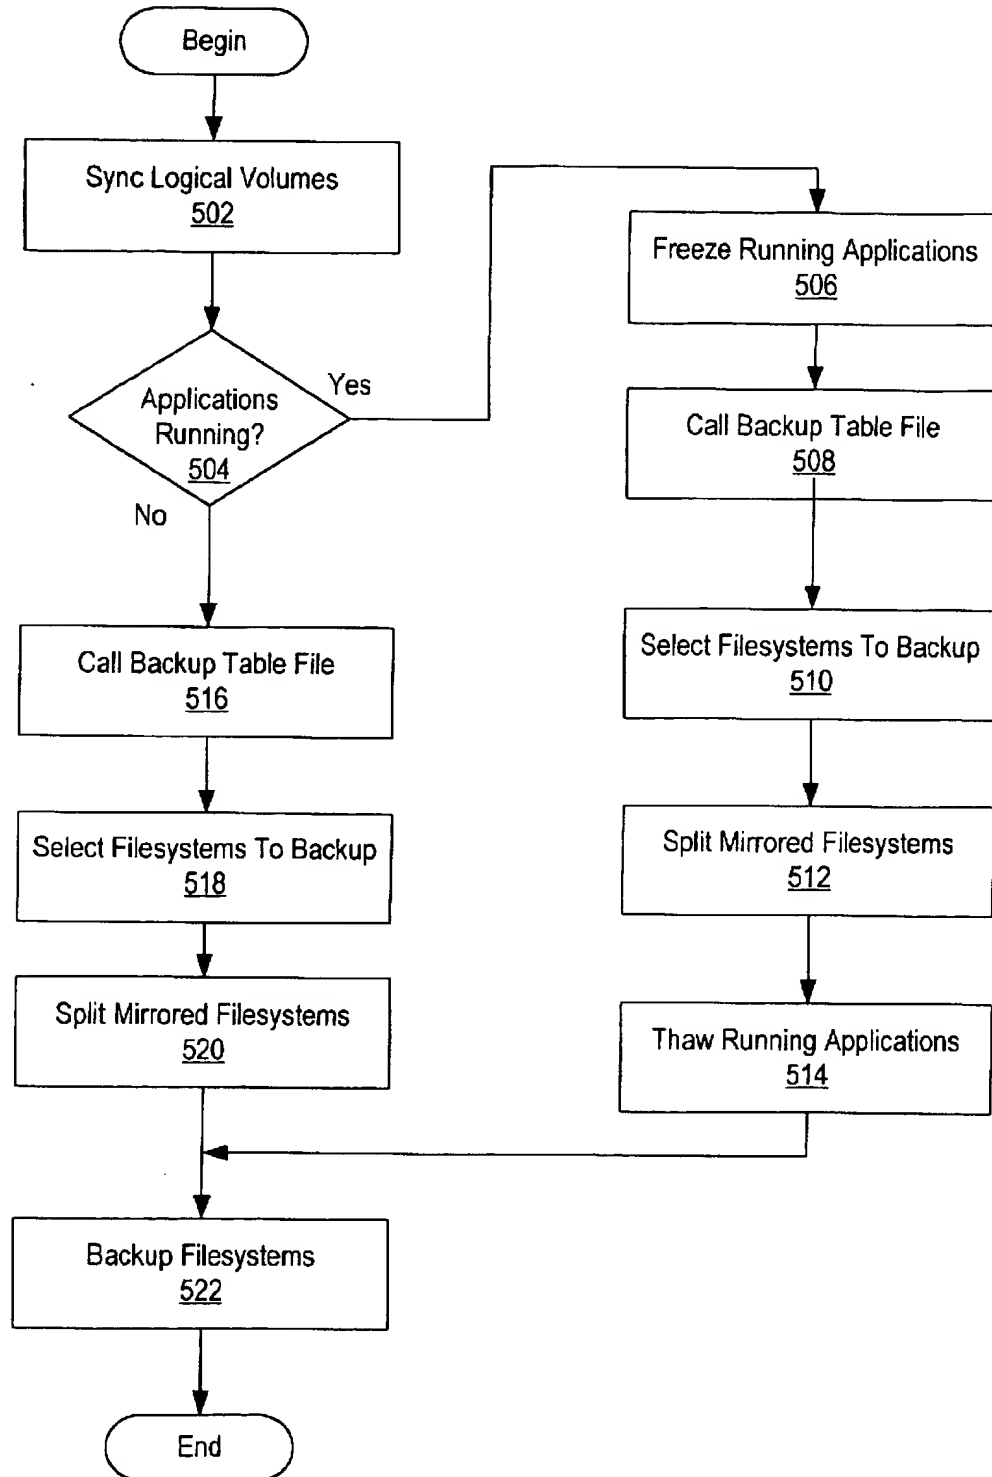 Begin
Sync Logical Volumes
502
Applications
Running?
504
Yes
No
Freeze Running Applications
506
Call Backup Table File
508
Select Filesystems To Backup
510
Split Mirrored Filesystems
512
Thaw Running Applications
514
Call Backup Table File
516
Select Filesystems To Backup
518
Split Mirrored Filesystems
520
Backup Filesystems
522
End